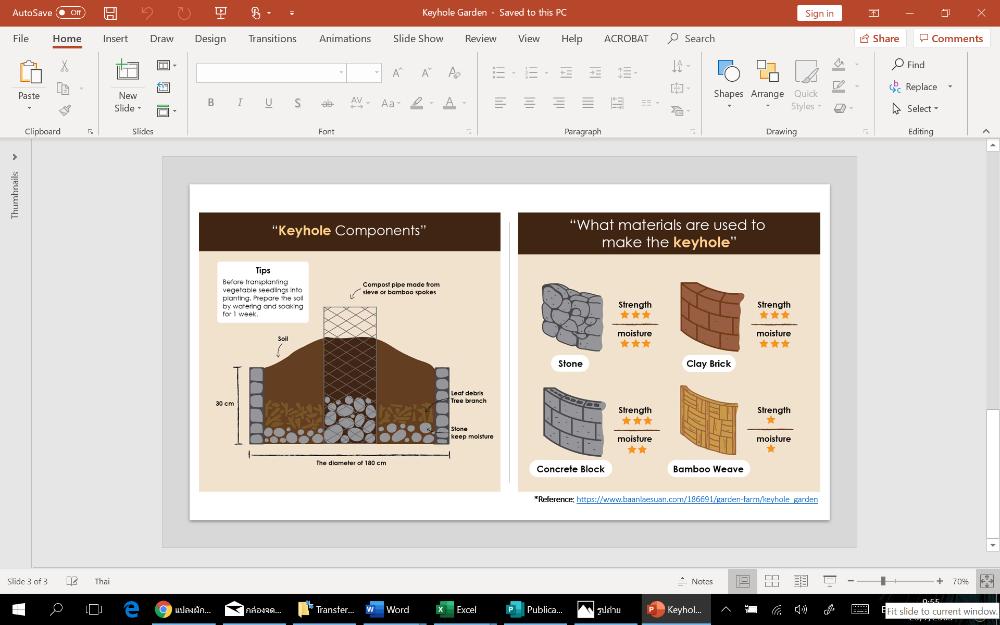 AutoSave Off
Keyhole Garden - Saved to this PC
Sign in
File Home Insert Draw Design Transitions Animations Slide Show Review View Help ACROBAT Search
Share Comments
Paste
New
Slide
Shapes
Arrange
Quick
Styles
Find
Replace
Select
Clipboard
Slides
Font
Paragraph
Drawing
Editing
Thumbnails
“Keyhole Components”
Tips
Before transplanting
vegetable seedlings into
planting. Prepare the soil
by watering and soaking
for 1 week.
Compost pipe made from
sieve or bamboo spokes
Soil
30 cm
Leaf debris
Tree branch
Stone
keep moisture
The diameter of 180 cm
“What materials are used to
make the keyhole”
Strength
moisture
Stone
Strength
moisture
Clay Brick
Strength
moisture
Concrete Block
Strength
moisture
Bamboo Weave
*Reference; https://www.baanlaesuan.com/186691/garden-farm/keyhole_garden
Slide 3 of 3
Thai
Notes
70%
แปลงผัก...
กล่องจด...
Transfer...
Word
Excel
Publica...
รูปถ่าย
Keyhol...
9:55
Fit slide to current window.